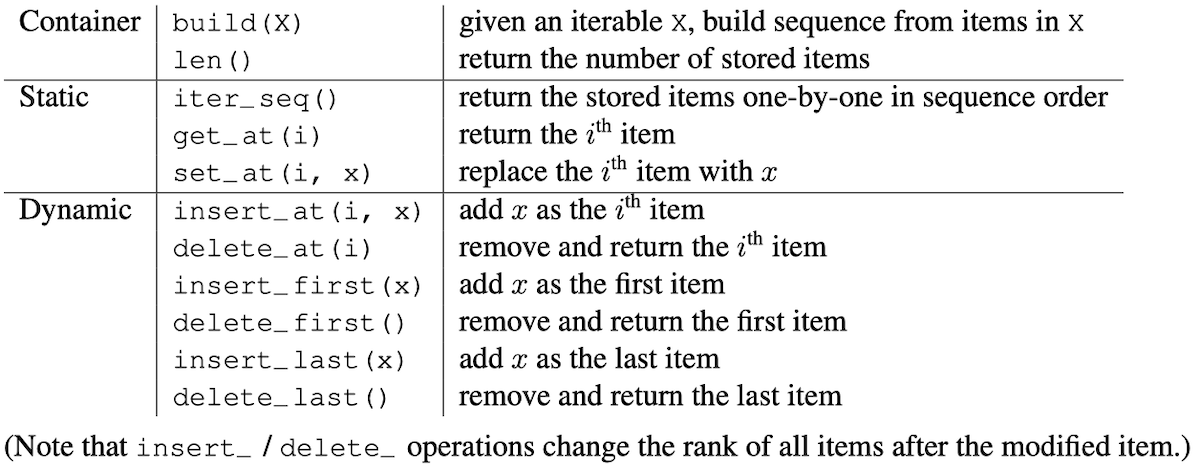 Container build(X) given an iterable X, build sequence from items in X
len() return the number of stored items
Static iter_seq() return the stored items one-by-one in sequence order
get_at(i) return the i^th item
set_at(i, x) replace the i^th item with x
Dynamic insert_at(i, x) add x as the i^th item
delete_at(i) remove and return the i^th item
insert_first(x) add x as the first item
delete_first() remove and return the first item
insert_last(x) add x as the last item
delete_last() remove and return the last item
(Note that insert_ / delete_ operations change the rank of all items after the modified item.)